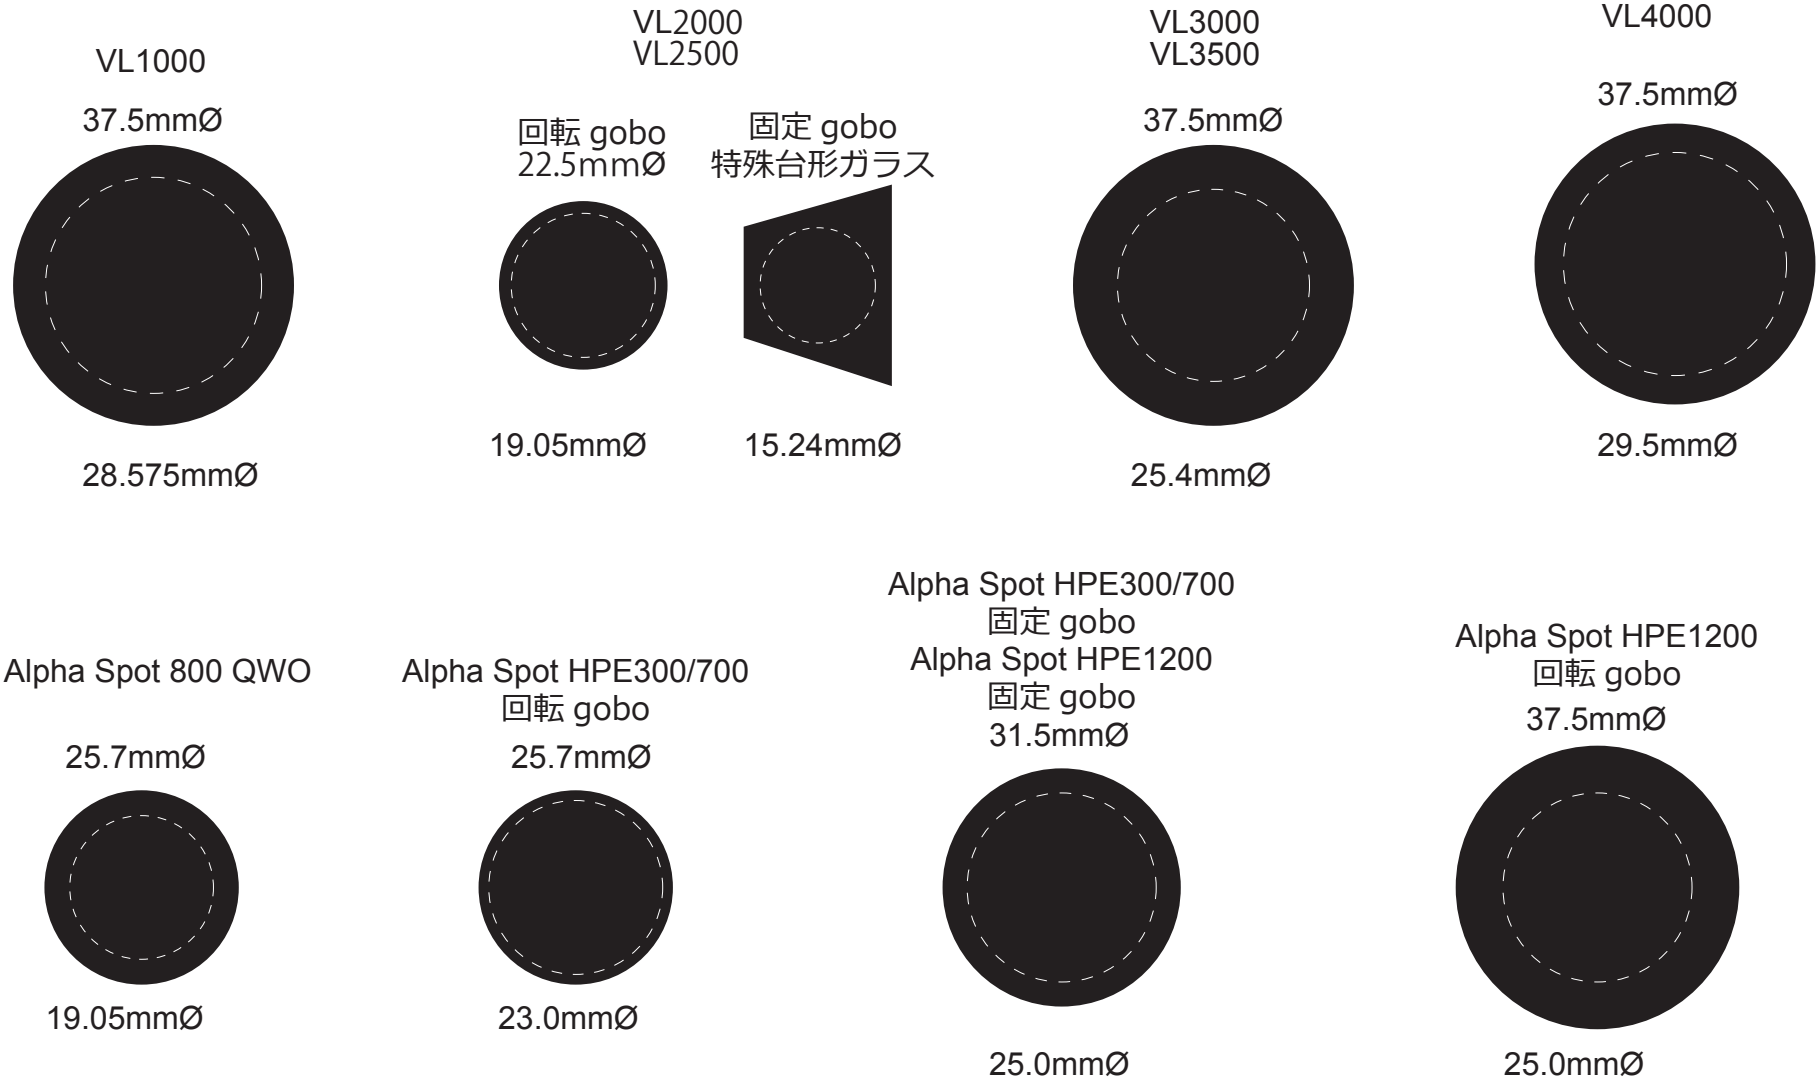 VL1000
37.5mmØ
28.575mmØ
VL2000
VL2500
回転 gobo
22.5mmØ
19.05mmØ
固定 gobo
特殊台形ガラス
15.24mmØ
VL3000
VL3500
37.5mmØ
25.4mmØ
VL4000
37.5mmØ
29.5mmØ
Alpha Spot 800 QWO
25.7mmØ
19.05mmØ
Alpha Spot HPE300/700
回転 gobo
25.7mmØ
23.0mmØ
Alpha Spot HPE300/700
固定 gobo
Alpha Spot HPE1200
固定 gobo
31.5mmØ
25.0mmØ
Alpha Spot HPE1200
回転 gobo
37.5mmØ
25.0mmØ